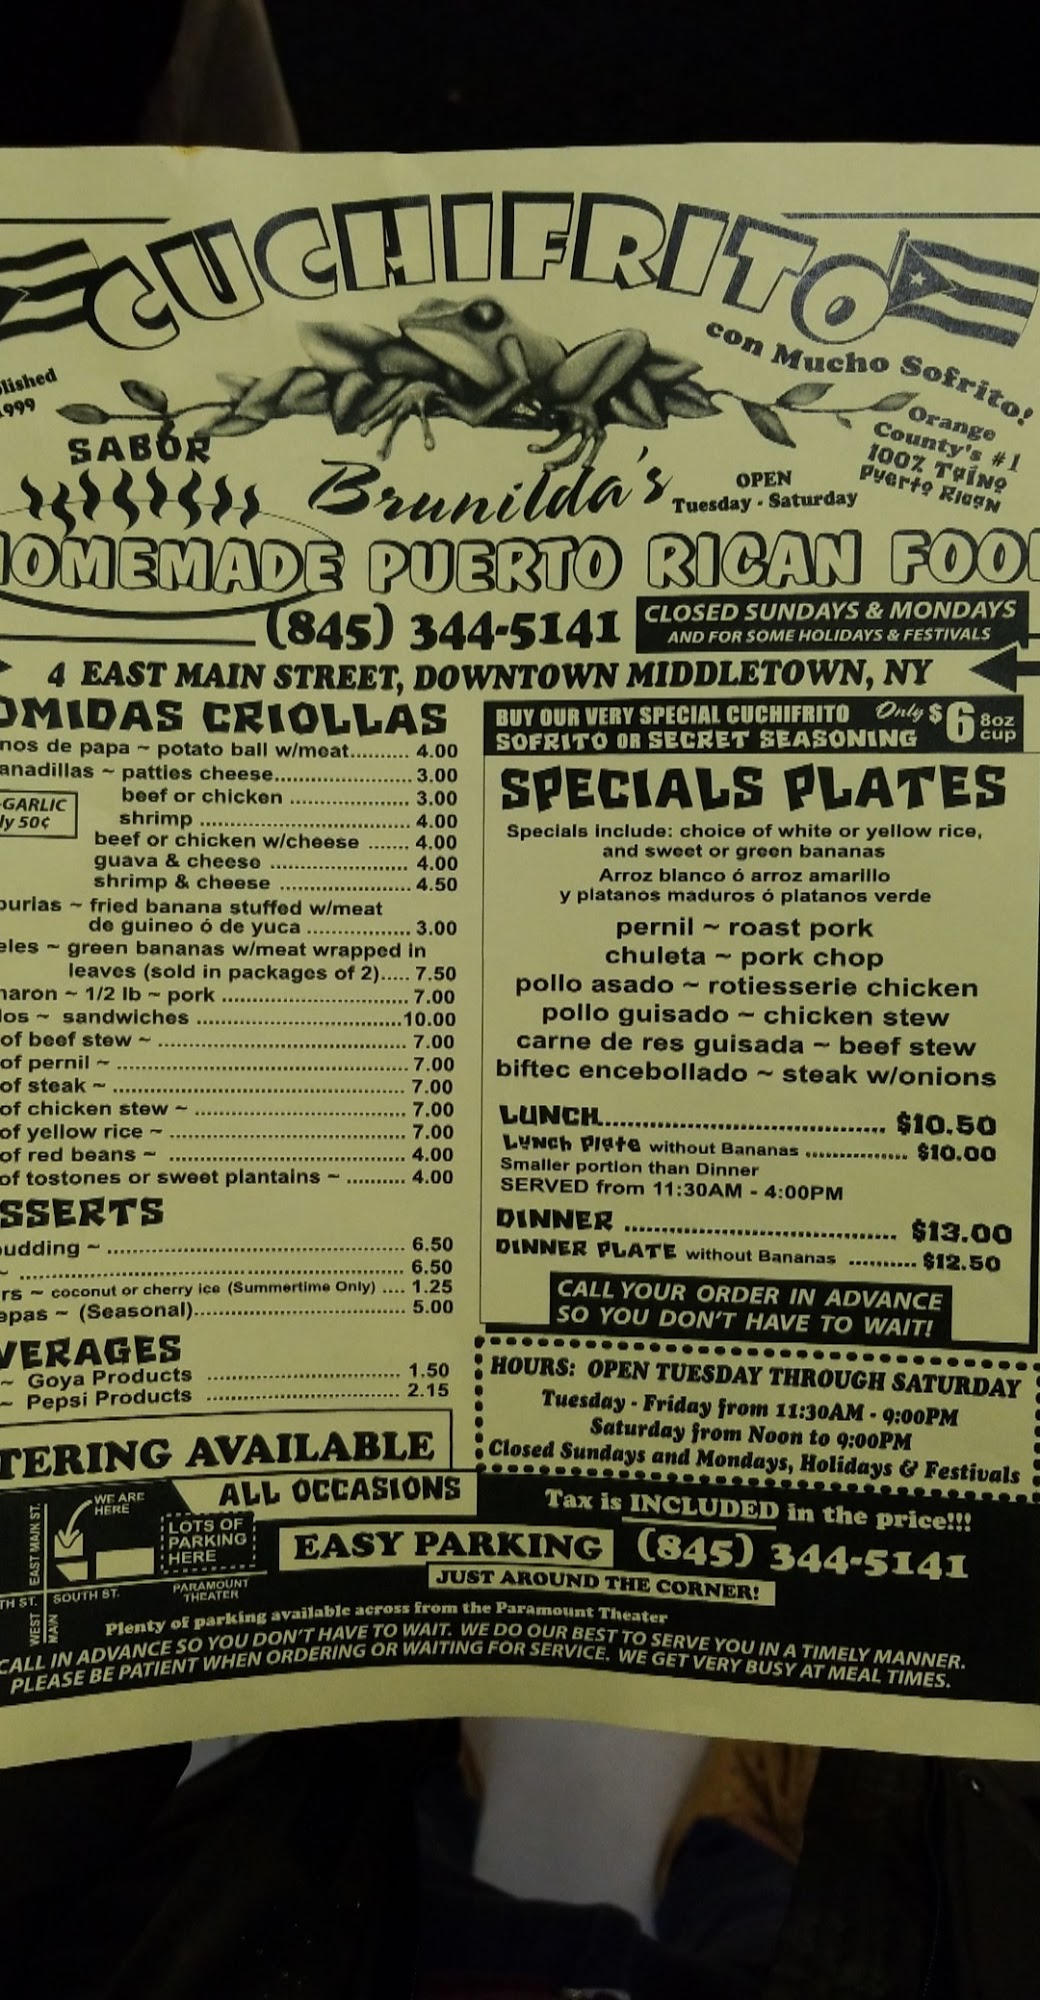 CUCHIFRITO
con Mucho Sofrito!
1999
SABÓR
Orange
County's #1
100% Taíno
Puerto Rican
Brunilda's
OPEN
Tuesday - Saturday
HOMEMADE PUERTO RICAN FOOD
(845) 344-5141
CLOSED SUNDAYS & MONDAYS
AND FOR SOME HOLIDAYS & FESTIVALS
4 EAST MAIN STREET, DOWNTOWN MIDDLETOWN, NY
OMIDAS CRIOLLAS
nos de papa ~ potato ball w/meat....... 4.00
anadillas ~ patties cheese.................. 3.00
beef or chicken ................ 3.00
-GARLIC
ly 50¢
shrimp ............................ 4.00
beef or chicken w/cheese ...... 4.00
guava & cheese .................. 4.00
shrimp & cheese ................. 4.50
purlas ~ fried banana stuffed w/meat
de guineo ó de yuca .............. 3.00
eles ~ green bananas w/meat wrapped in
leaves (sold in packages of 2)..... 7.50
haron ~ 1/2 lb ~ pork ........................ 7.00
los ~ sandwiches ............................10.00
of beef stew ~ ................................ 7.00
of pernil ~ ..................................... 7.00
of steak ~ ...................................... 7.00
of chicken stew ~ ........................... 7.00
of yellow rice ~ .............................. 7.00
of red beans ~ ................................ 4.00
of tostones or sweet plantains ~ .......... 4.00
SSERTS
udding ~ ....................................... 6.50
~ ................................................... 6.50
rs ~ coconut or cherry ice (Summertime Only) .... 1.25
epas ~ (Seasonal)........................... 5.00
VERAGES
~ Goya Products ......................... 1.50
~ Pepsi Products ........................ 2.15
TERING AVAILABLE
ALL OCCASIONS
BUY OUR VERY SPECIAL CUCHIFRITO
SOFRITO OR SECRET SEASONING
Only $6 8oz cup
SPECIALS PLATES
Specials include: choice of white or yellow rice,
and sweet or green bananas
Arroz blanco ó arroz amarillo
y platanos maduros ó platanos verde
pernil ~ roast pork
chuleta ~ pork chop
pollo asado ~ rotiesserie chicken
pollo guisado ~ chicken stew
carne de res guisada ~ beef stew
biftec encebollado ~ steak w/onions
LUNCH.................................... $10.50
Lunch Plate without Bananas ............... $10.00
Smaller portion than Dinner
SERVED from 11:30AM - 4:00PM
DINNER .................................. $13.00
DINNER PLATE without Bananas .......... $12.50
CALL YOUR ORDER IN ADVANCE
SO YOU DON'T HAVE TO WAIT!
HOURS: OPEN TUESDAY THROUGH SATURDAY
Tuesday - Friday from 11:30AM - 9:00PM
Saturday from Noon to 9:00PM
Closed Sundays and Mondays, Holidays & Festivals
Tax is INCLUDED in the price!!!
WE ARE
HERE
EAST MAIN ST.
LOTS OF
PARKING
HERE
EASY PARKING
(845) 344-5141
JUST AROUND THE CORNER!
TH ST.
SOUTH ST.
PARAMOUNT
THEATER
WEST
MAIN
Plenty of parking available across from the Paramount Theater
CALL IN ADVANCE SO YOU DON'T HAVE TO WAIT. WE DO OUR BEST TO SERVE YOU IN A TIMELY MANNER.
PLEASE BE PATIENT WHEN ORDERING OR WAITING FOR SERVICE. WE GET VERY BUSY AT MEAL TIMES.